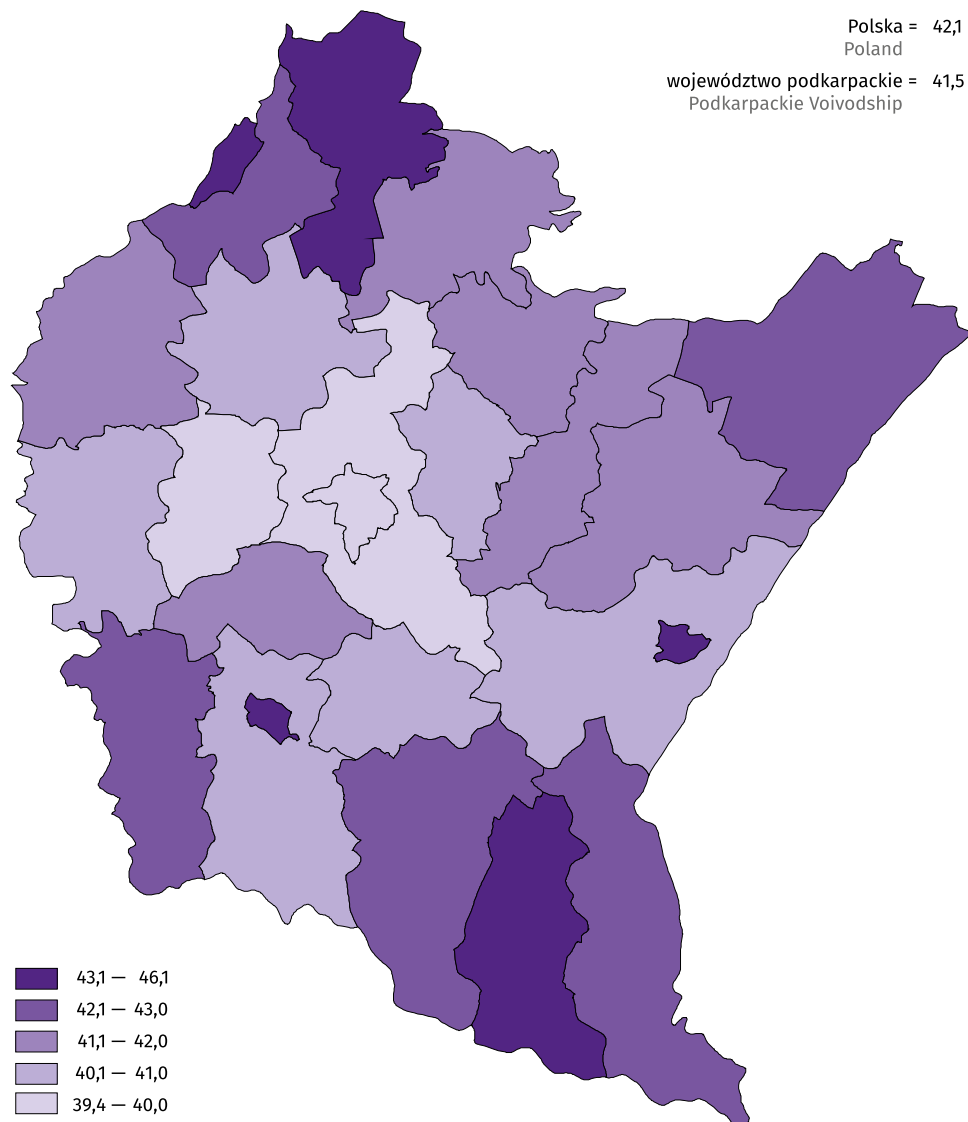 Polska = 42,1
Poland
województwo podkarpackie = 41,5
Podkarpackie Voivodship
43,1 — 46,1
42,1 — 43,0
41,1 — 42,0
40,1 — 41,0
39,4 — 40,0